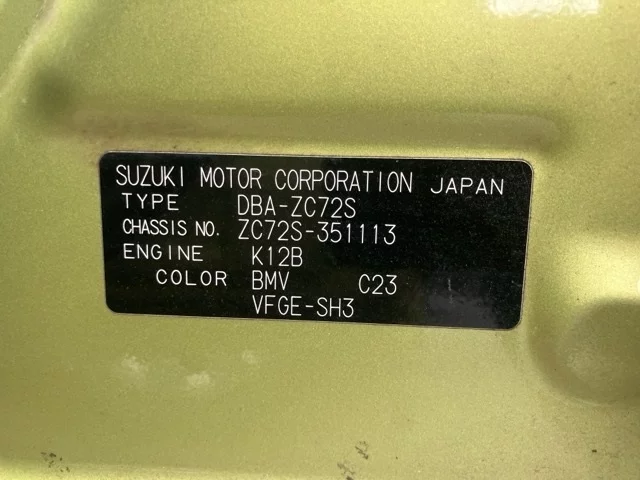 SUZUKI MOTOR CORPORATION JAPAN
TYPE DBA-ZC72S
CHASSIS NO. ZC72S-351113
ENGINE K12B
COLOR BMV C23
VFGE-SH3